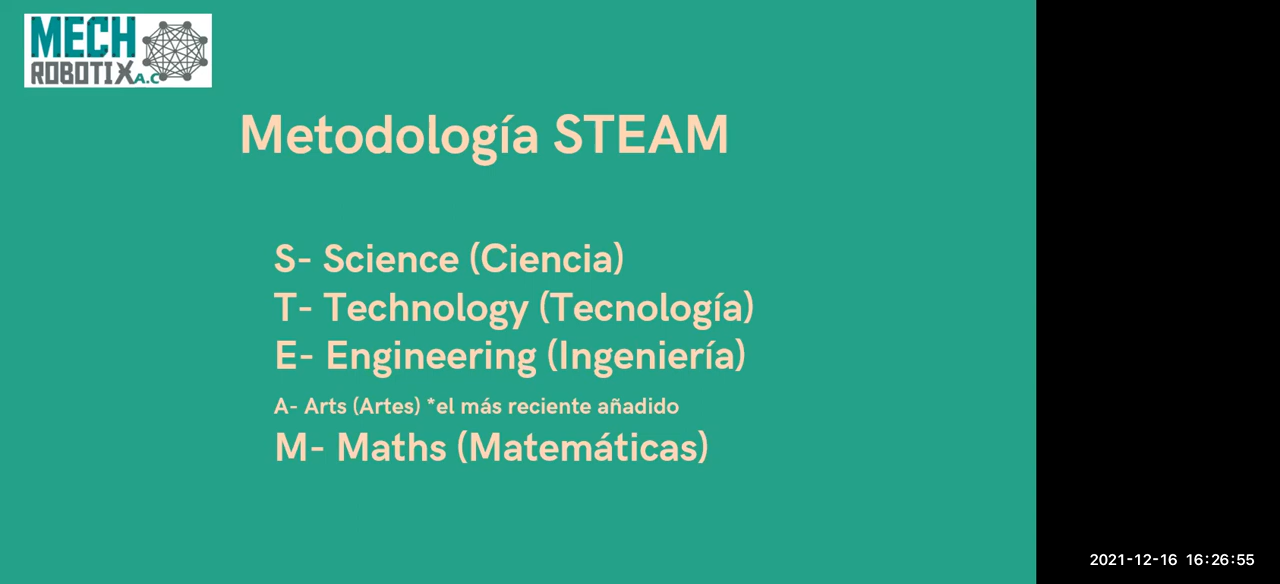 MECH
ROBOTIX A.C
Metodología STEAM
S- Science (Ciencia)
T- Technology (Tecnología)
E- Engineering (Ingeniería)
A- Arts (Artes) *el más reciente añadido
M- Maths (Matemáticas)
2021-12-16 16:26:55